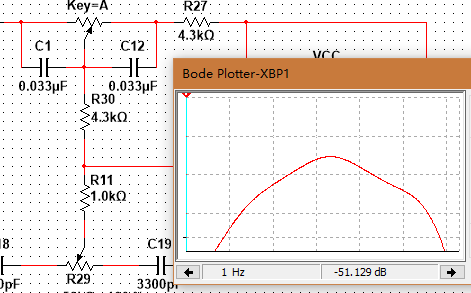 Key=A
R27
4.3kΩ
C1
C12
0.033µF
0.033µF
VCC
Bode Plotter-XBP1
R30
4.3kΩ
R11
1.0kΩ
C19
3300p
R29
1 Hz
-51.129 dB